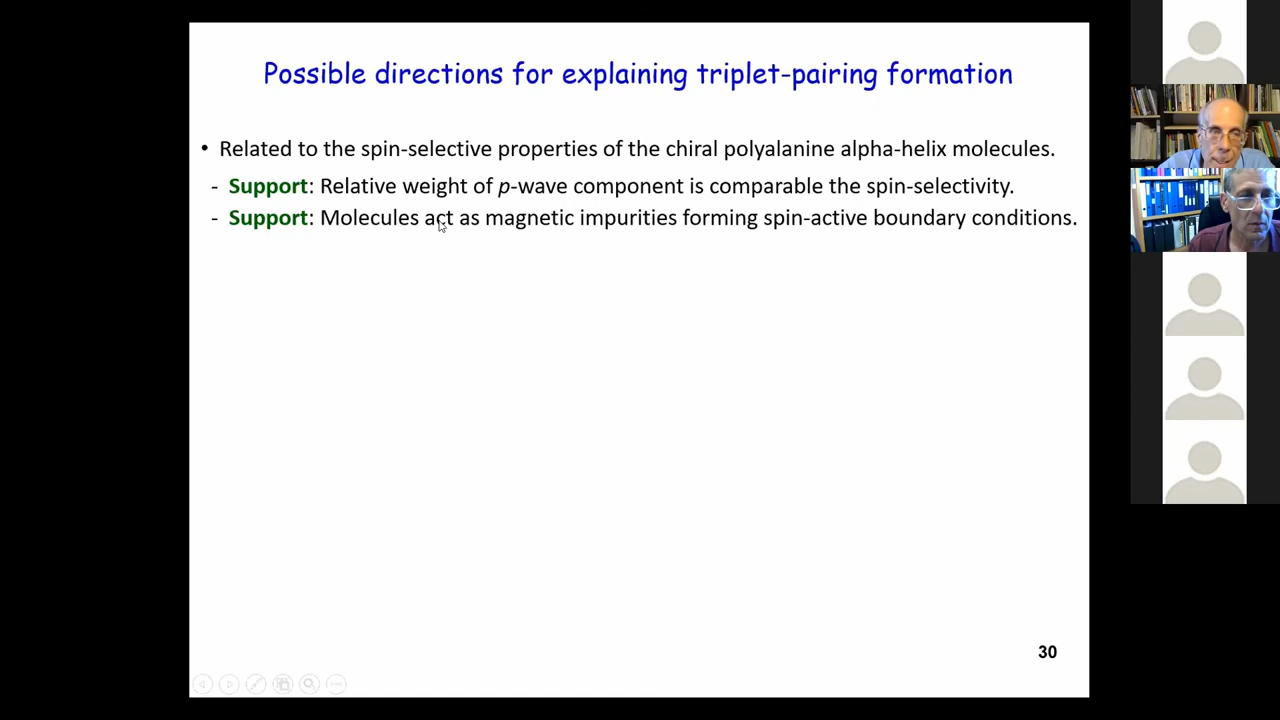 Possible directions for explaining triplet-pairing formation
• Related to the spin-selective properties of the chiral polyalanine alpha-helix molecules.
- Support: Relative weight of p-wave component is comparable the spin-selectivity.
- Support: Molecules act as magnetic impurities forming spin-active boundary conditions.
30